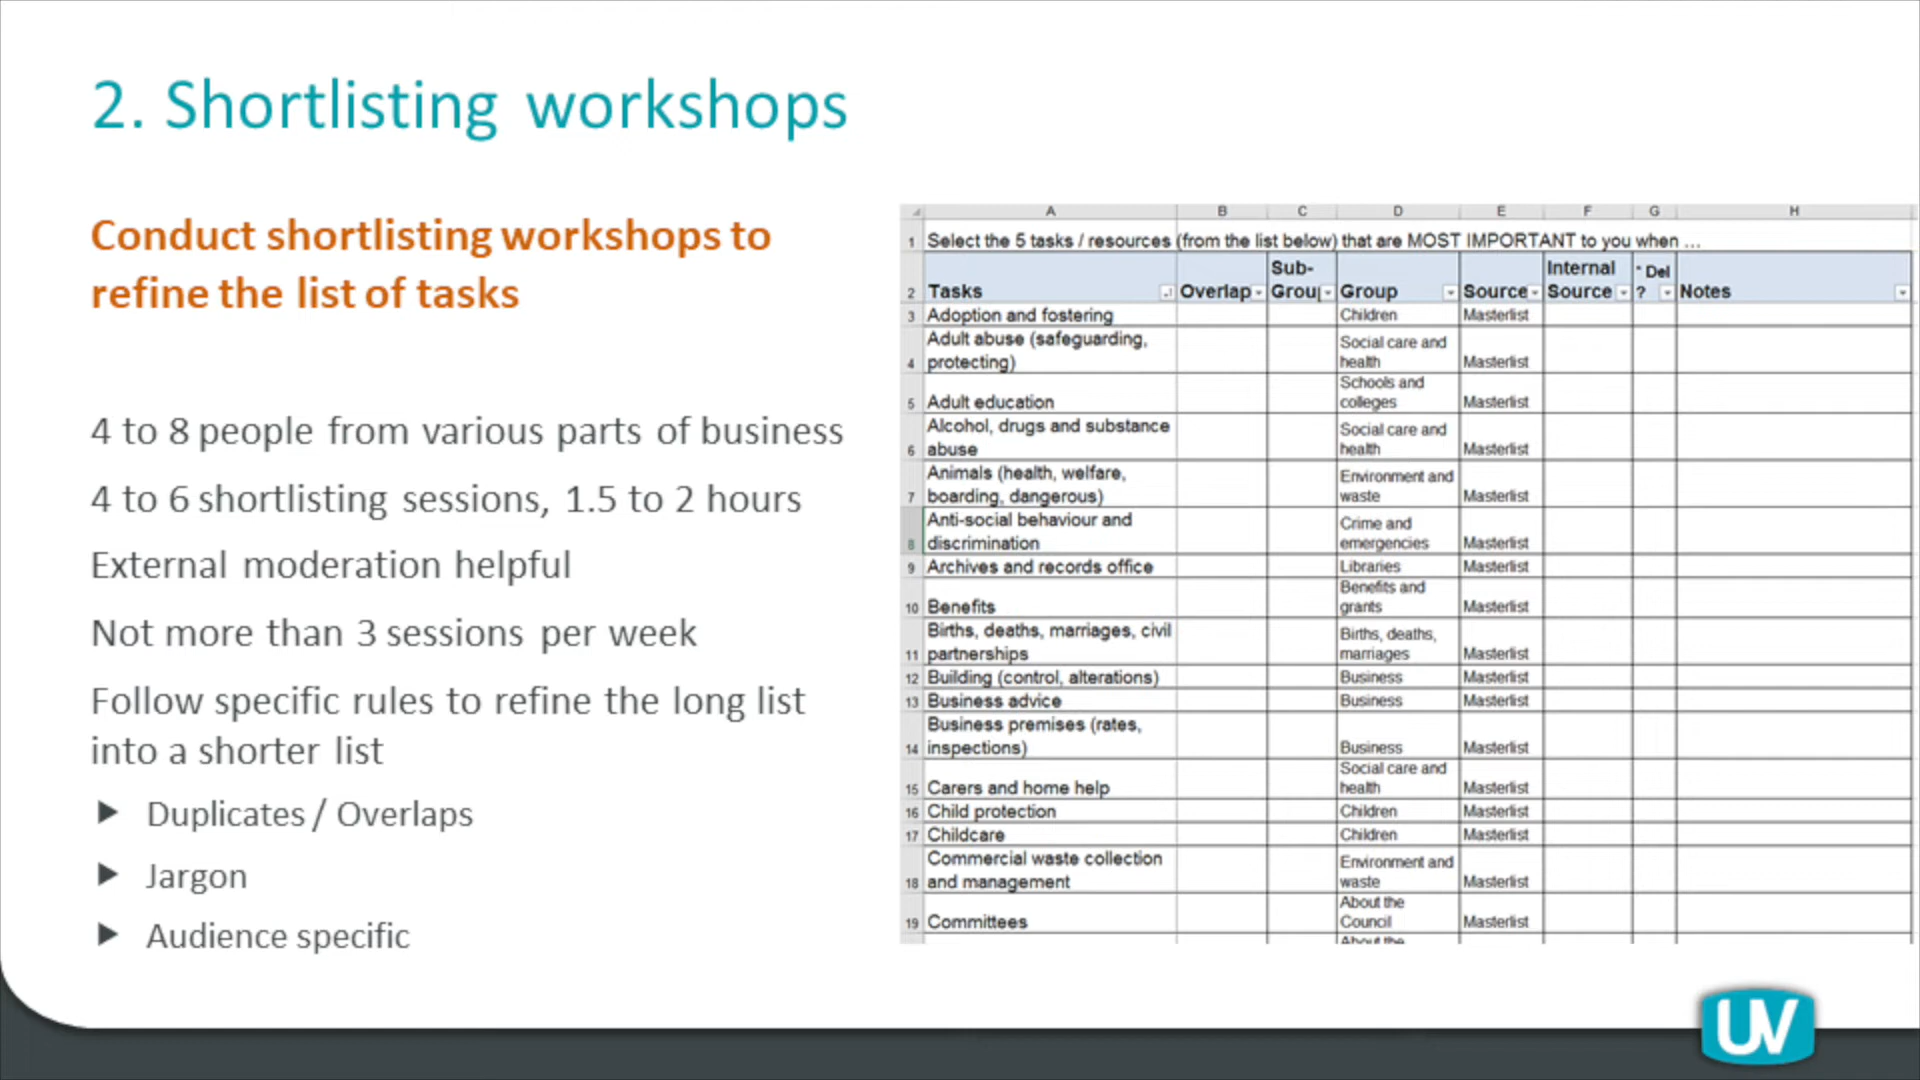 2. Shortlisting workshops
Conduct shortlisting workshops to
refine the list of tasks
4 to 8 people from various parts of business
4 to 6 shortlisting sessions, 1.5 to 2 hours
External moderation helpful
Not more than 3 sessions per week
Follow specific rules to refine the long list
into a shorter list
Duplicates / Overlaps
Jargon
Audience specific
A B C D E F G H
1 Select the 5 tasks / resources (from the list below) that are MOST IMPORTANT to you when ...
Sub- Internal * Del
2 Tasks Overlap Group Source Source ? Notes
3 Adoption and fostering Children Masterlist
Adult abuse (safeguarding, Social care and
4 protecting) health Masterlist
Schools and
5 Adult education colleges Masterlist
Alcohol, drugs and substance Social care and
6 abuse health Masterlist
Animals (health, welfare, Environment and
7 boarding, dangerous) waste Masterlist
Anti-social behaviour and Crime and
8 discrimination emergencies Masterlist
9 Archives and records office Libraries Masterlist
Benefits and
10 Benefits grants Masterlist
Births, deaths, marriages, civil Births, deaths,
11 partnerships marriages Masterlist
12 Building (control, alterations) Business Masterlist
13 Business advice Business Masterlist
Business premises (rates,
14 inspections) Business Masterlist
Social care and
15 Carers and home help health Masterlist
16 Child protection Children Masterlist
17 Childcare Children Masterlist
Commercial waste collection Environment and
18 and management waste Masterlist
About the
19 Committees Council Masterlist
About the
UV